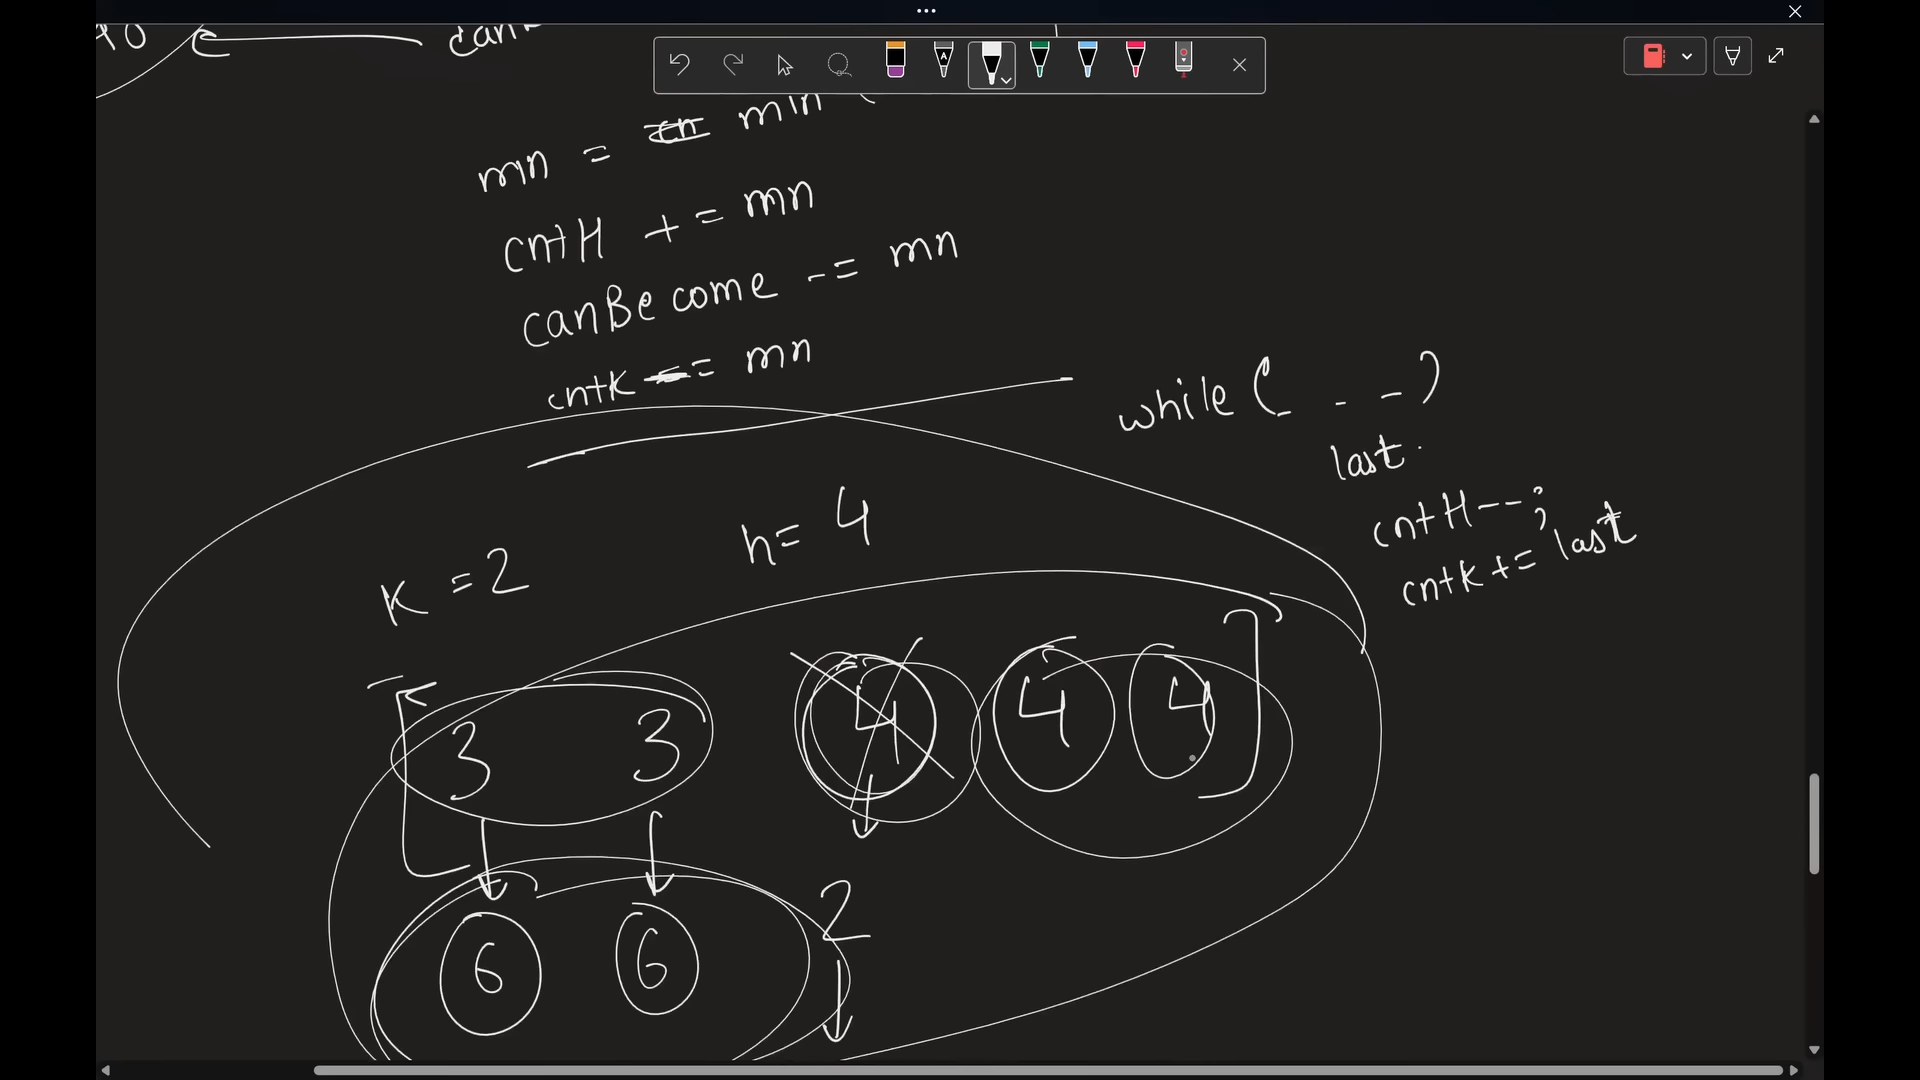 mn = min (
cntH += mn
canBecome -= mn
cntk -= mn
while ( - - - )
last
cntH--;
cntk += last
K = 2
h = 4
3 3 4 4 4
6 6 2